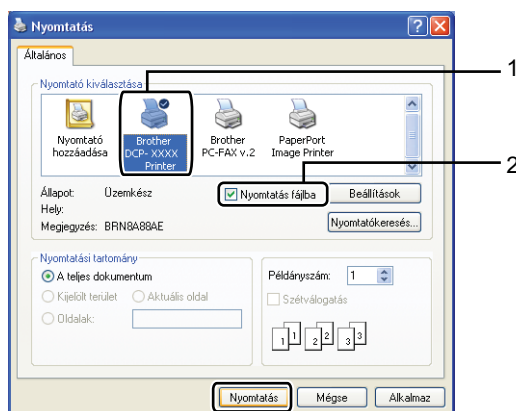 Nyomtatás
Általános
Nyomtató kiválasztása
1
Nyomtató hozzáadása
Brother DCP- XXXX Printer
Brother PC-FAX v.2
PaperPort Image Printer
2
Állapot: Üzemkész
Nyomtatás fájlba
Beállítások
Hely:
Megjegyzés: BRN8A88AE
Nyomtatókeresés...
Nyomtatási tartomány
A teljes dokumentum
Példányszám: 1
Kijelölt terület
Aktuális oldal
Szétválogatás
Oldalak:
1 1 2 2 3 3
Nyomtatás
Mégse
Alkalmaz